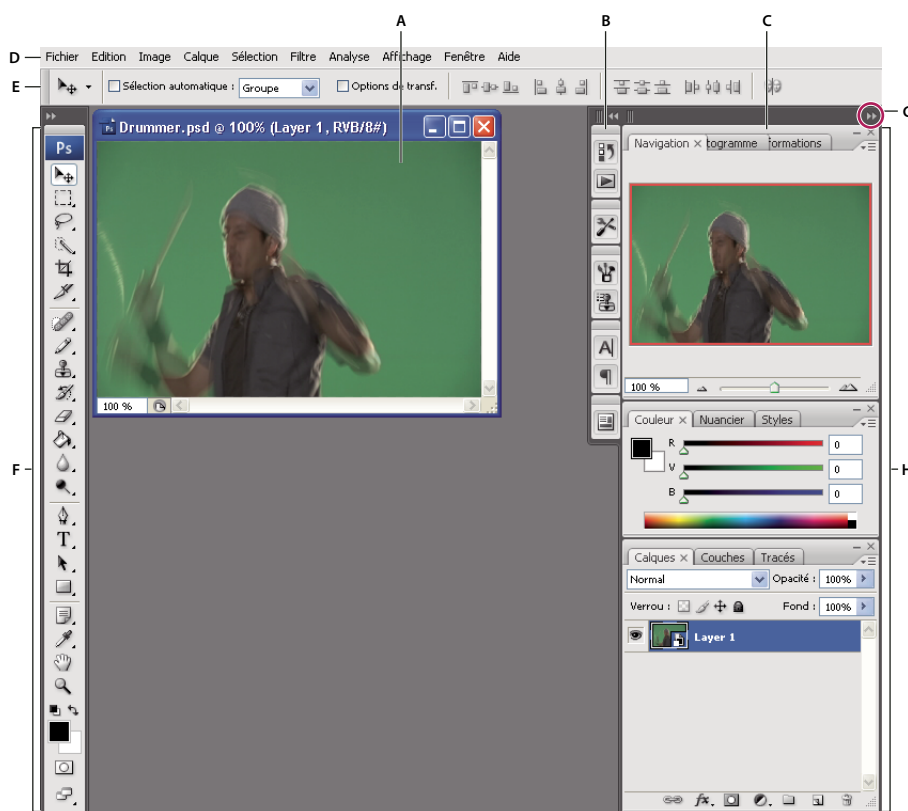 A B C
D Fichier Edition Image Calque Sélection Filtre Analyse Affichage Fenêtre Aide
E Sélection automatique : Groupe Options de transf.
G
Drummer.psd @ 100% (Layer 1, RVB/8#)
Ps
Navigation × togramme formations
100 %
100 %
Couleur × Nuancier Styles
R 0
V 0
B 0
F H
Calques × Couches Tracés
Normal Opacité : 100%
Verrou : Fond : 100%
Layer 1
T
A
fx.